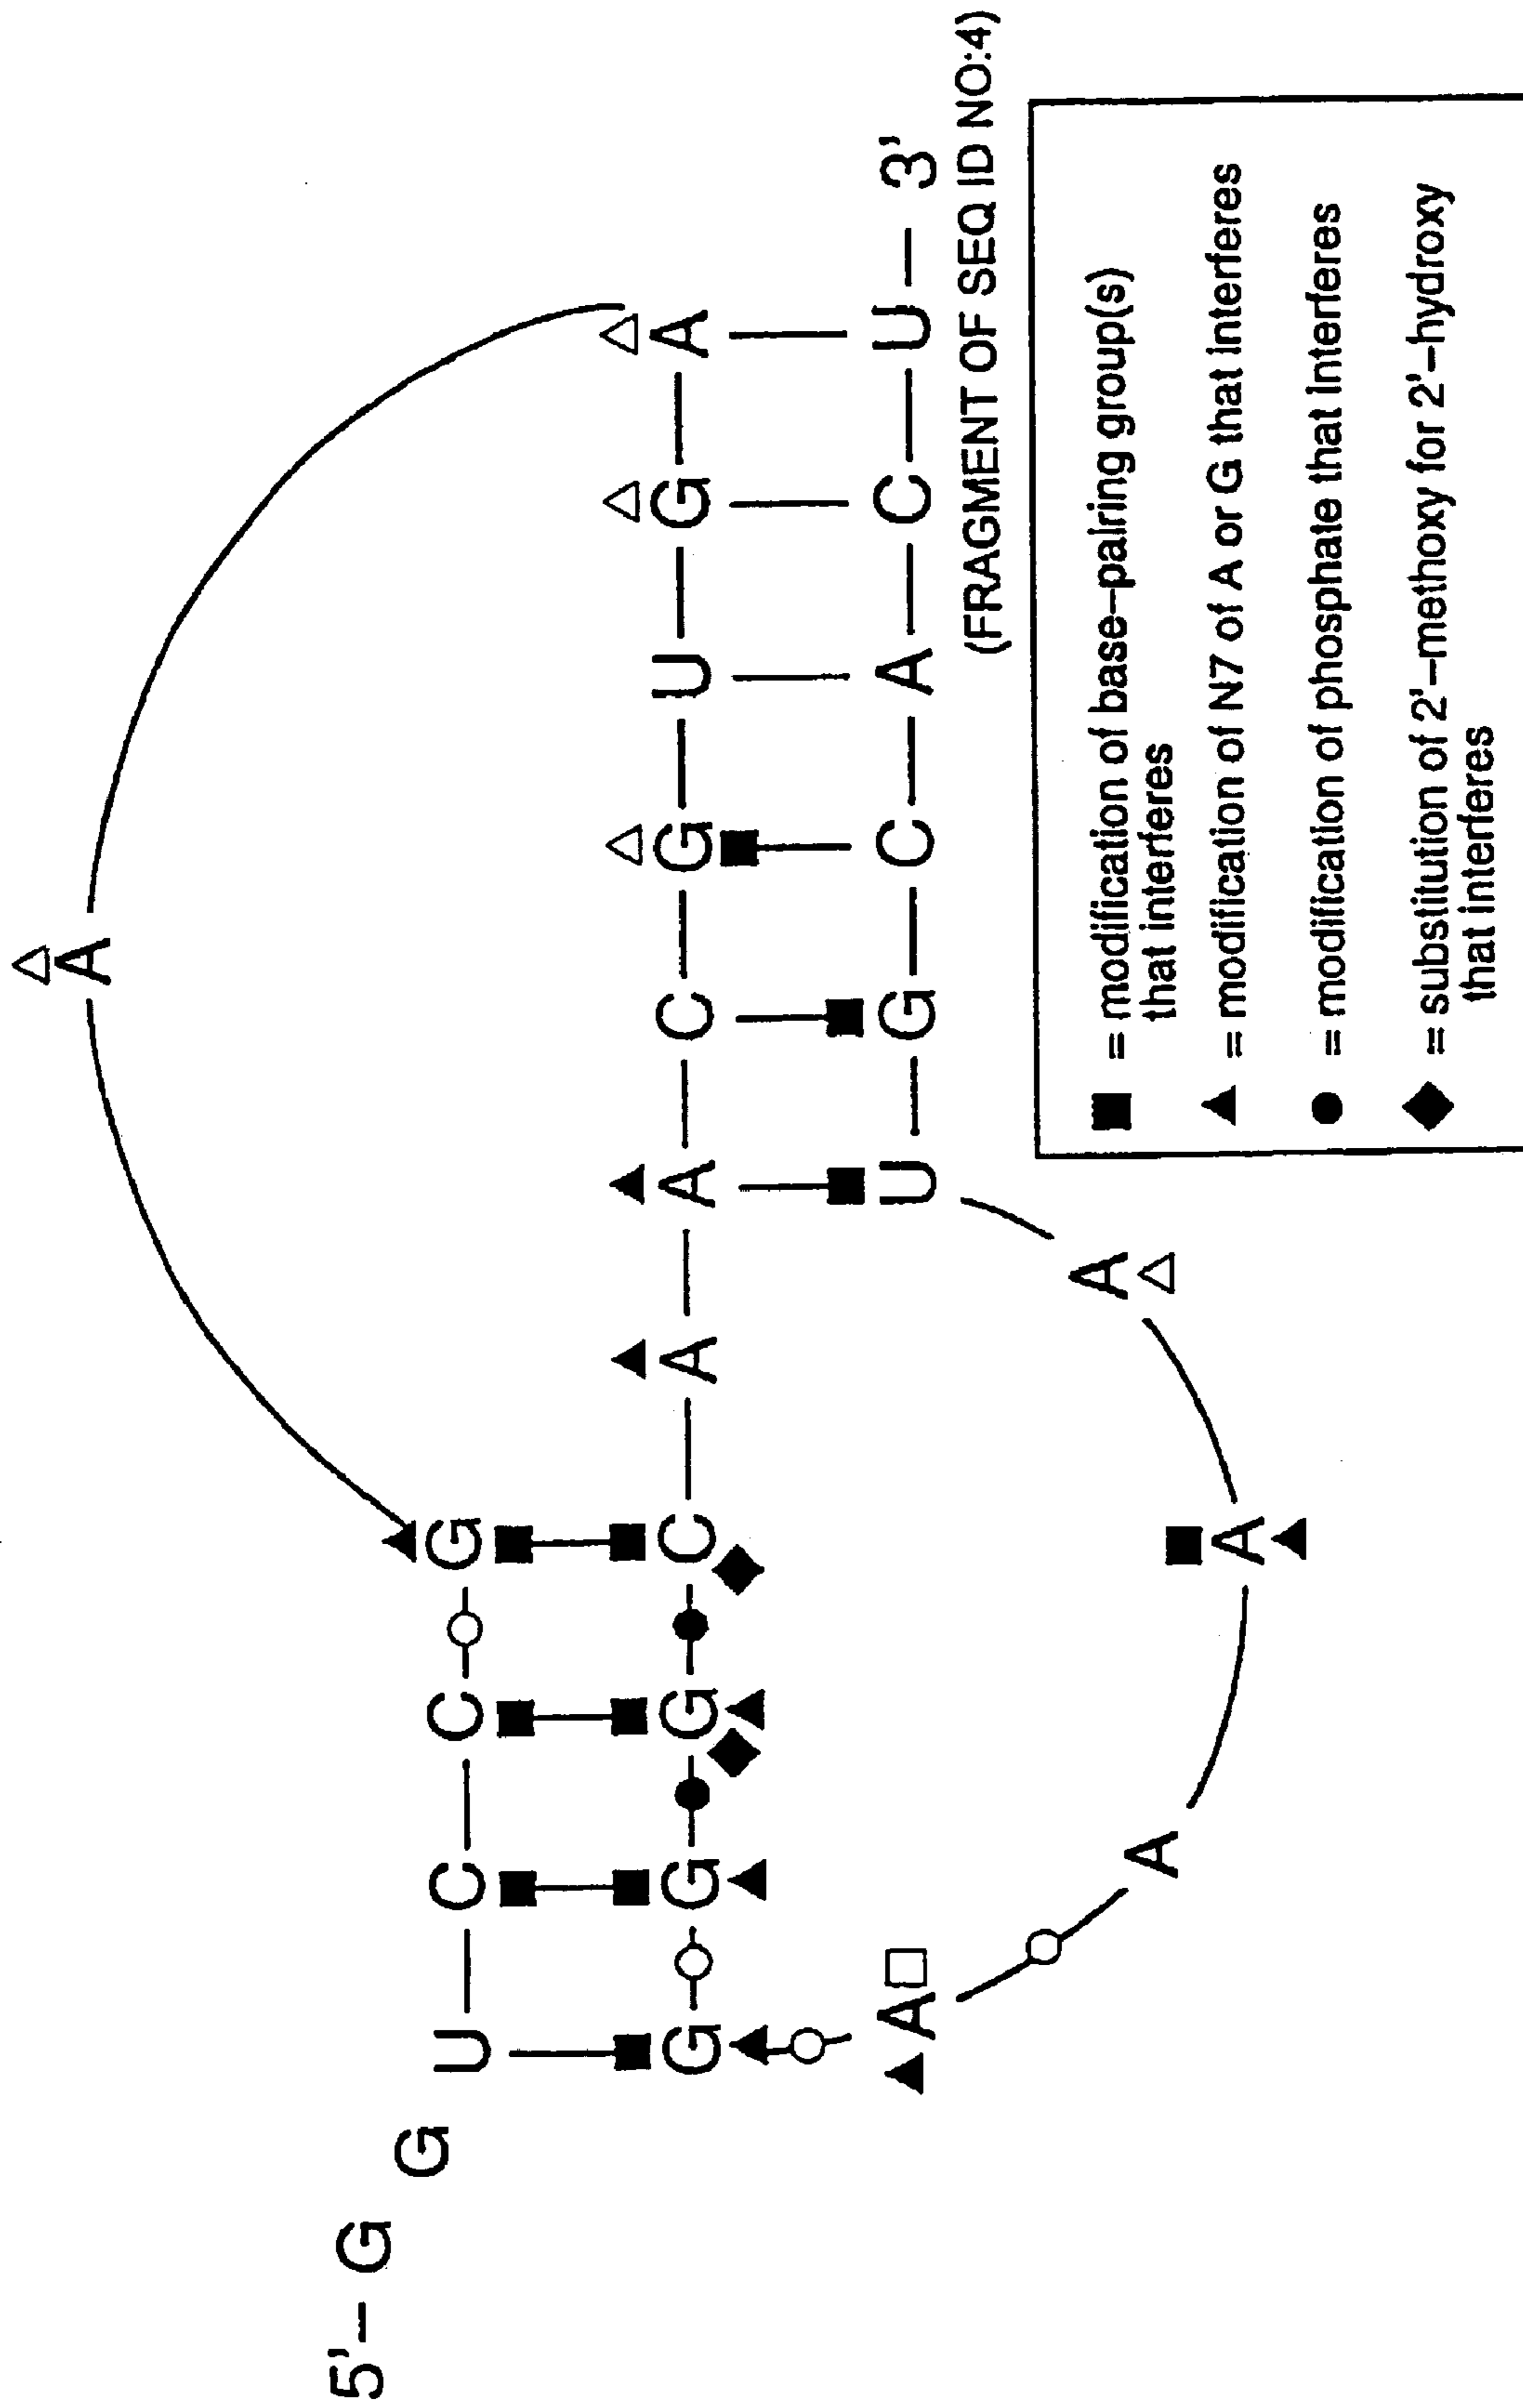 A
5'– G G U – C – C – G
G – G – G – C – A – A – C – G – U – G – A
A U – G – C – A – C – U – 3'
(FRAGMENT OF SEQ ID NO:4)
A A A
= modification of base–pairing group(s)
that interferes
= modification of N7 of A or G that interferes
= modification of phosphate that interferes
= substitution of 2'–methoxy for 2'–hydroxy
that interferes